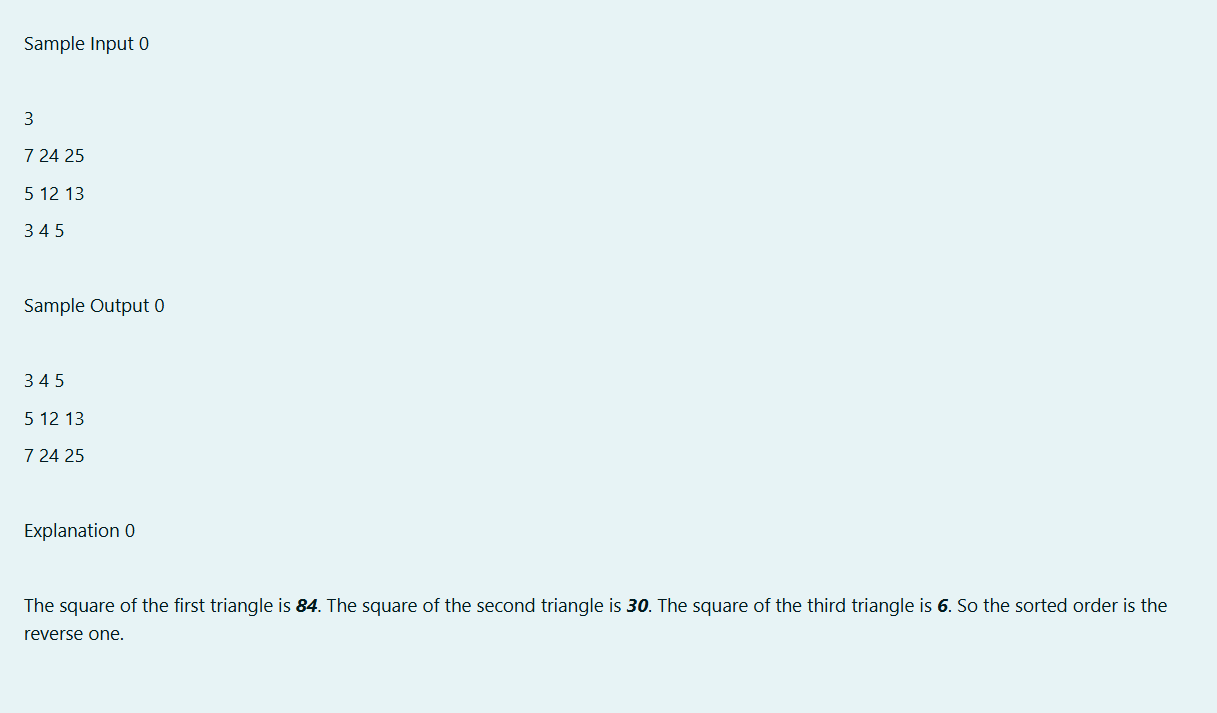 Sample Input 0
3
7 24 25
5 12 13
3 4 5
Sample Output 0
3 4 5
5 12 13
7 24 25
Explanation 0
The square of the first triangle is 84. The square of the second triangle is 30. The square of the third triangle is 6. So the sorted order is the
reverse one.